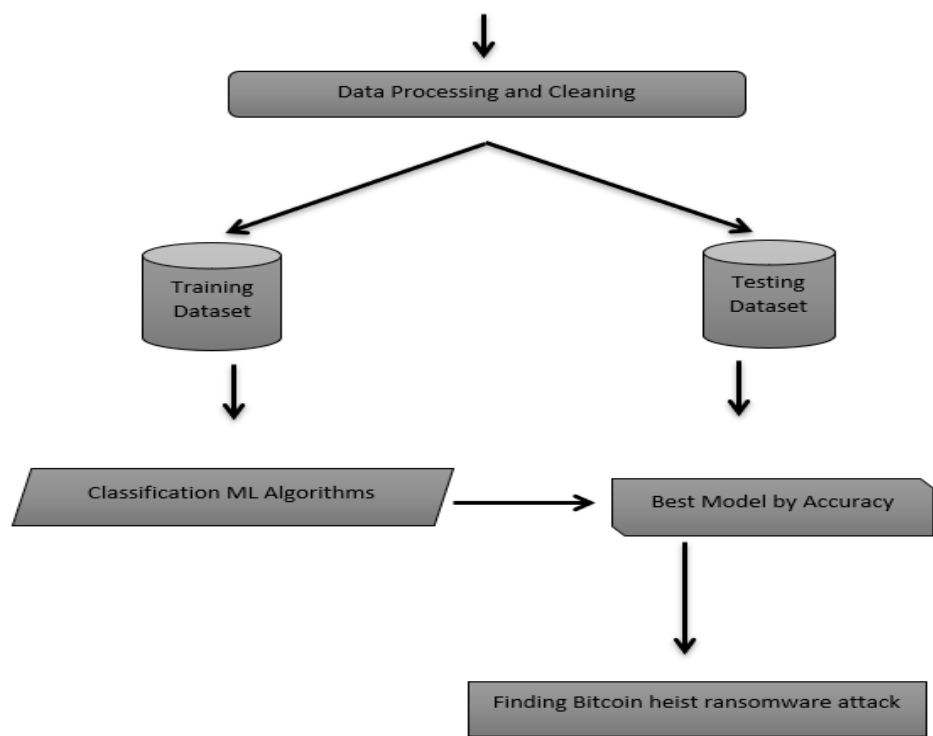 Data Processing and Cleaning
Training
Dataset
Testing
Dataset
Classification ML Algorithms
Best Model by Accuracy
Finding Bitcoin heist ransomware attack